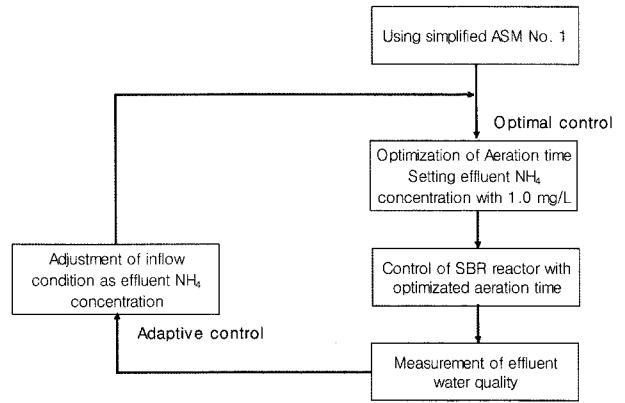 Using simplified ASM No. 1
Optimal control
Optimization of Aeration time
Setting effluent NH₄
concentration with 1.0 mg/L
Adjustment of inflow
condition as effluent NH₄
concentration
Control of SBR reactor with
optimizated aeration time
Adaptive control
Measurement of effluent
water quality